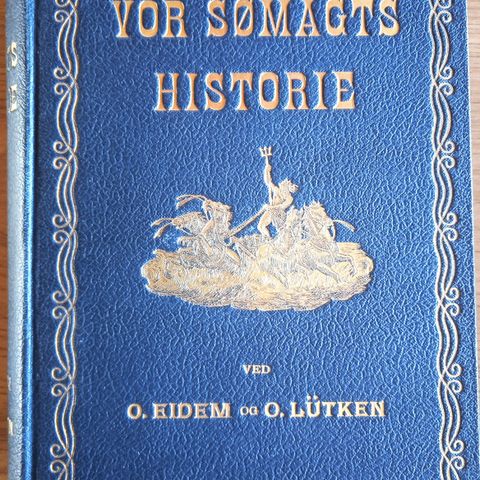 VOR SØMAGTS
HISTORIE
VED
O. EIDEM OG O. LÜTKEN